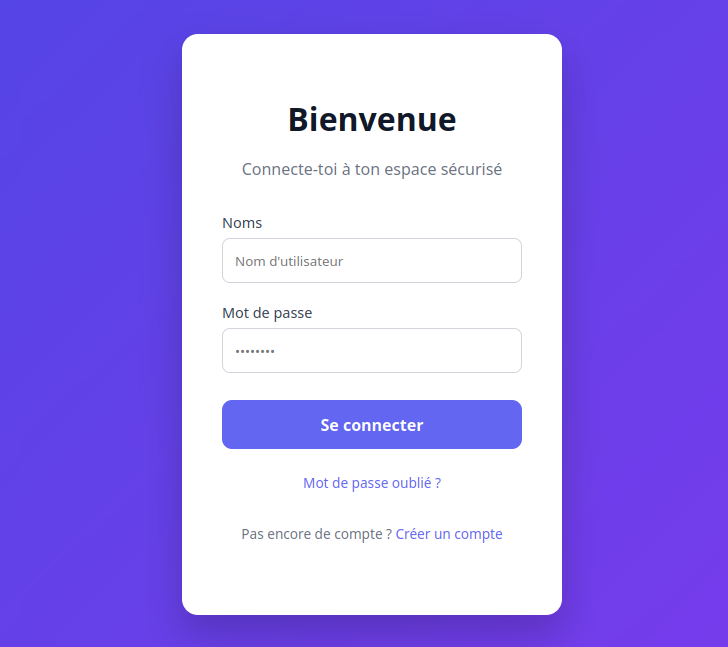 Bienvenue
Connecte-toi à ton espace sécurisé
Noms
Nom d'utilisateur
Mot de passe
••••••••
Se connecter
Mot de passe oublié ?
Pas encore de compte ? Créer un compte